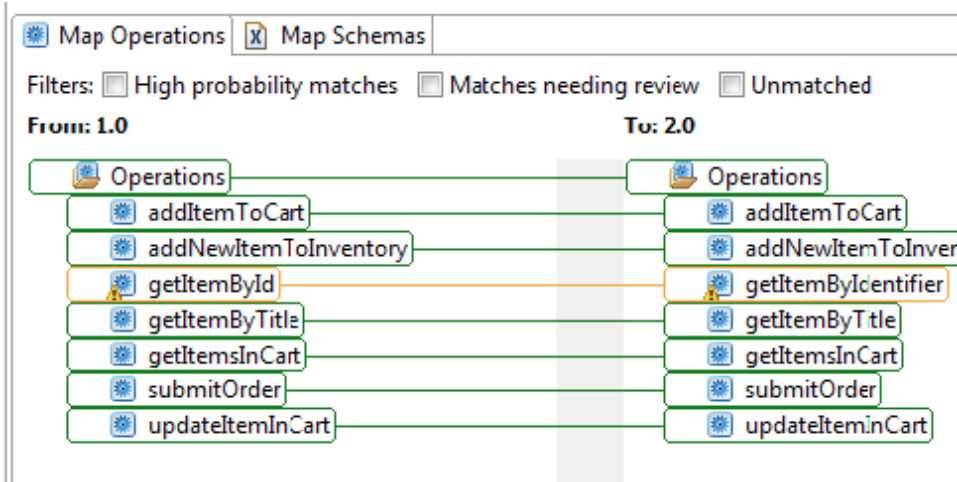 Map Operations Map Schemas
Filters: High probability matches Matches needing review Unmatched
From: 1.0 To: 2.0
Operations Operations
addItemToCart addItemToCart
addNewItemToInventory addNewItemToInver
getItemById getItemByIdentifier
getItemByTitle getItemByTitle
getItemsInCart getItemsInCart
submitOrder submitOrder
updateItemInCart updateItemInCart